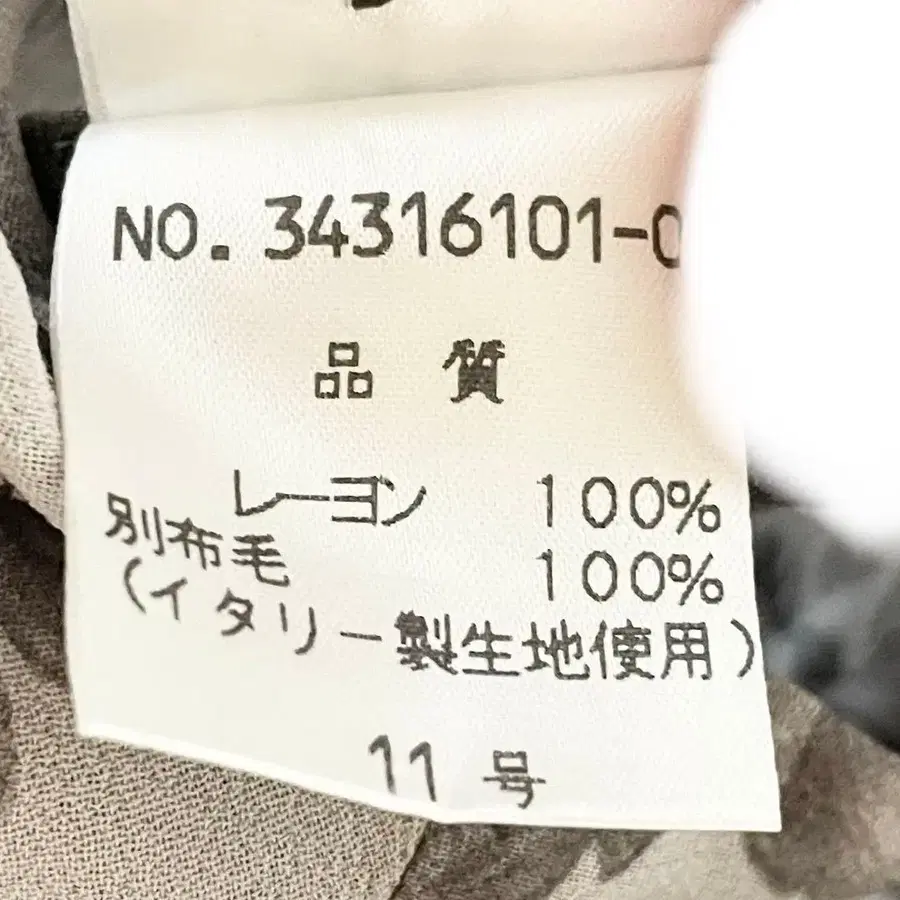 NO. 34316101-0
品 質
レーヨン 100%
別布毛 100%
(イタリー製生地使用)
11 号